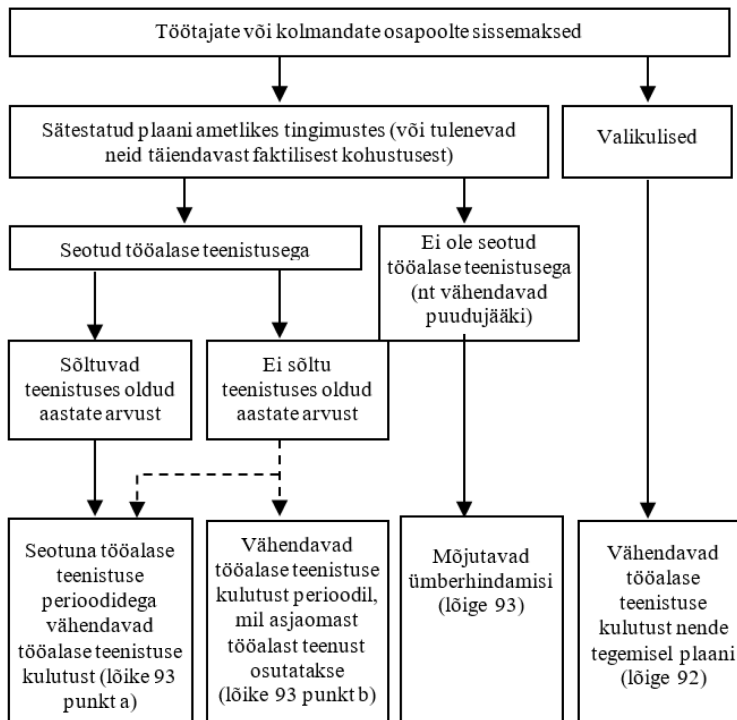 Töötajate või kolmandate osapoolte sissemaksed
Sätestatud plaani ametlikes tingimustes (või tulenevad
neid täiendavast faktilisest kohustusest)
Valikulised
Seotud tööalase teenistusega
Ei ole seotud
tööalase teenistusega
(nt vähendavad
puudujääki)
Sõltuvad
teenistuses oldud
aastate arvust
Ei sõltu
teenistuses oldud
aastate arvust
Seotuna tööalase
teenistuse
perioodidega
vähendavad
tööalase teenistuse
kulutust (lõike 93
punkt a)
Vähendavad
tööalase teenistuse
kulutust perioodil,
mil asjaomast
tööalast teenust
osutatakse
(lõike 93 punkt b)
Mõjutavad
ümberhindamisi
(lõige 93)
Vähendavad
tööalase
teenistuse
kulutust nende
tegemisel plaani
(lõige 92)